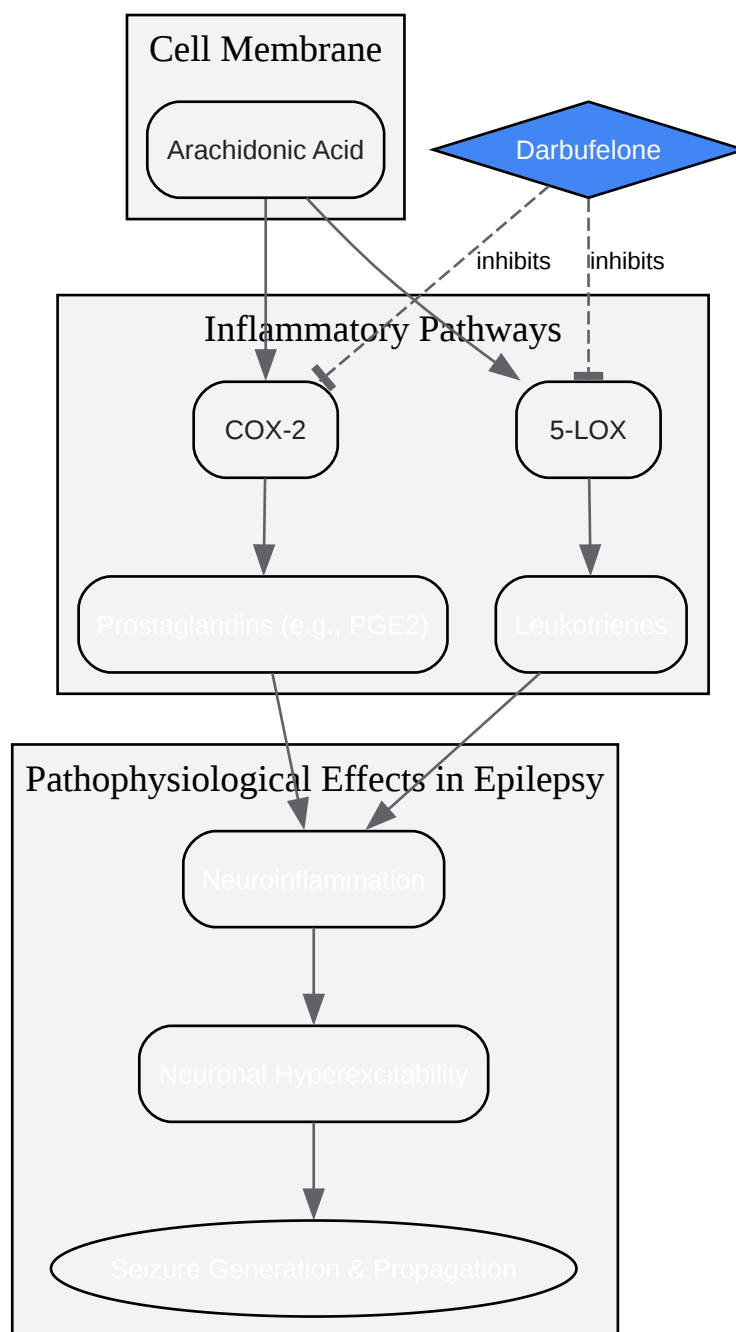 Cell Membrane
Arachidonic Acid
Darbufelone
inhibits
inhibits
Inflammatory Pathways
COX-2
5-LOX
Prostaglandins (e.g., PGE2)
Leukotrienes
Pathophysiological Effects in Epilepsy
Neuroinflammation
Neuronal Hyperexcitability
Seizure Generation & Propagation